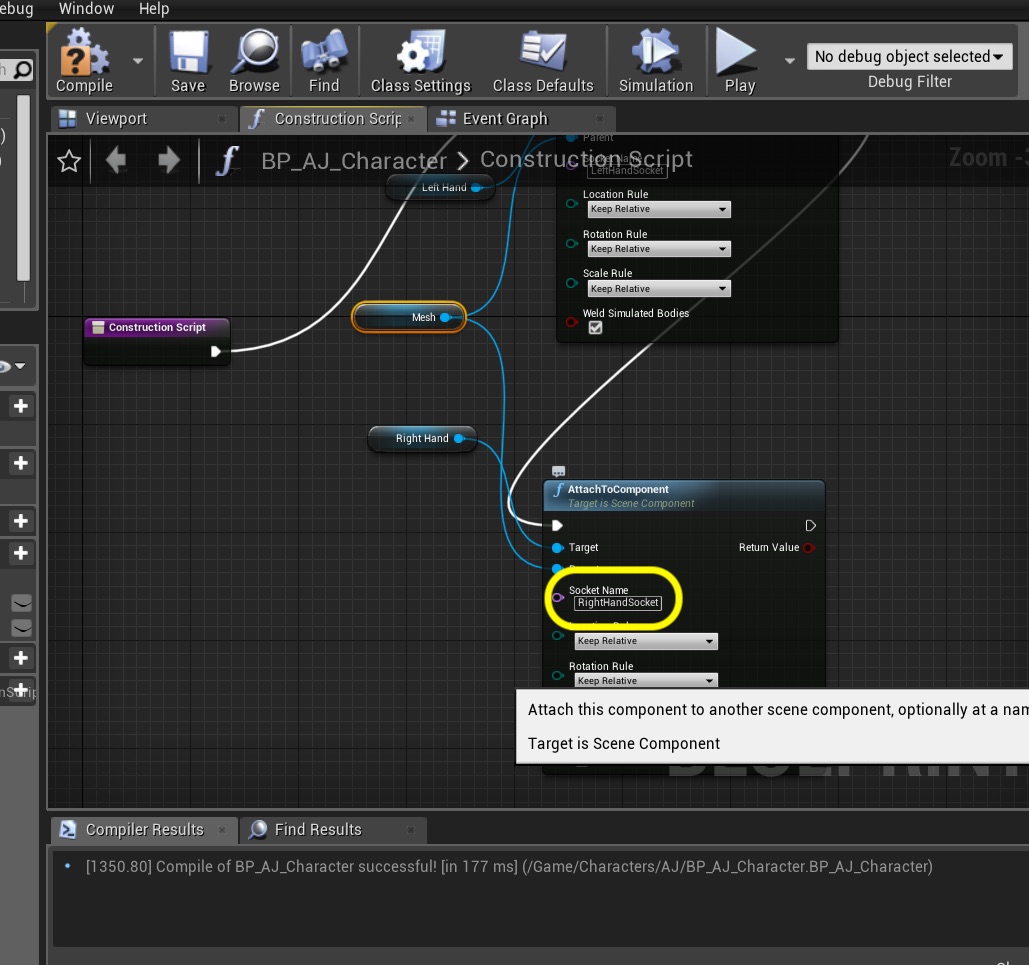 ebug Window Help
Compile Save Browse Find Class Settings Class Defaults Simulation Play
No debug object selected
Debug Filter
Viewport Construction Scrip Event Graph
BP_AJ_Character > Construction Script
Zoom -
Parent
Socket Name
LeftHandSocket
Left Hand
Location Rule
Keep Relative
Rotation Rule
Keep Relative
Scale Rule
Keep Relative
Weld Simulated Bodies
Mesh
Construction Script
Right Hand
AttachToComponent
Target is Scene Component
Target Return Value
Socket Name
RightHandSocket
Keep Relative
Rotation Rule
Keep Relative
Attach this component to another scene component, optionally at a nam
Target is Scene Component
Compiler Results Find Results
[1350.80] Compile of BP_AJ_Character successful! [in 177 ms] (/Game/Characters/AJ/BP_AJ_Character.BP_AJ_Character)